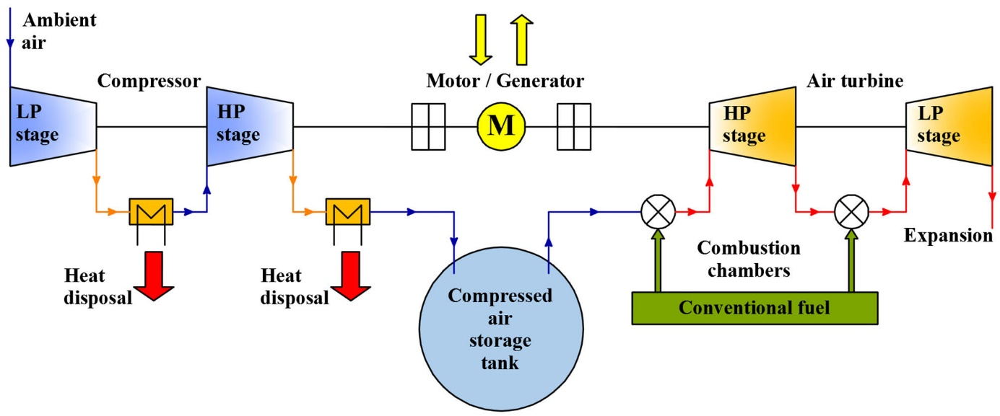 Ambient
air
Compressor
Motor / Generator
Air turbine
LP
stage
HP
stage
M
HP
stage
LP
stage
Heat
disposal
Heat
disposal
Compressed
air
storage
tank
Combustion
chambers
Expansion
Conventional fuel